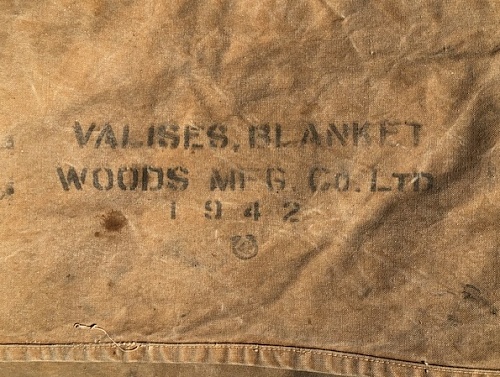 VALISES, BLANKET
WOODS MFG. CO. LTD.
1942